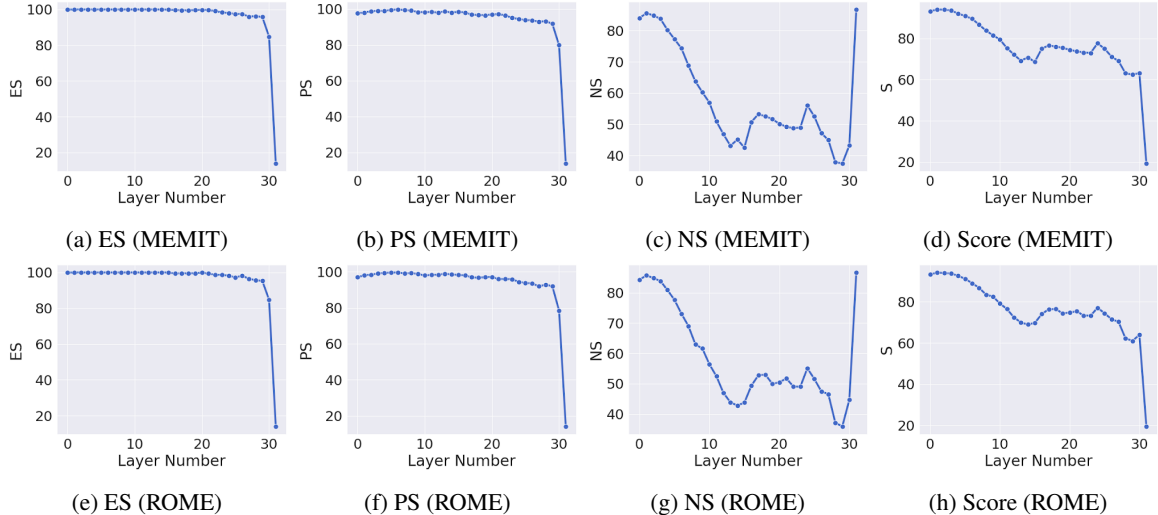 100
80
60
40
20
ES
0 10 20 30
Layer Number
(a) ES (MEMIT)
100
80
60
40
20
PS
0 10 20 30
Layer Number
(b) PS (MEMIT)
80
70
60
50
40
NS
0 10 20 30
Layer Number
(c) NS (MEMIT)
80
60
40
20
S
0 10 20 30
Layer Number
(d) Score (MEMIT)
100
80
60
40
20
ES
0 10 20 30
Layer Number
(e) ES (ROME)
100
80
60
40
20
PS
0 10 20 30
Layer Number
(f) PS (ROME)
80
70
60
50
40
NS
0 10 20 30
Layer Number
(g) NS (ROME)
80
60
40
20
S
0 10 20 30
Layer Number
(h) Score (ROME)